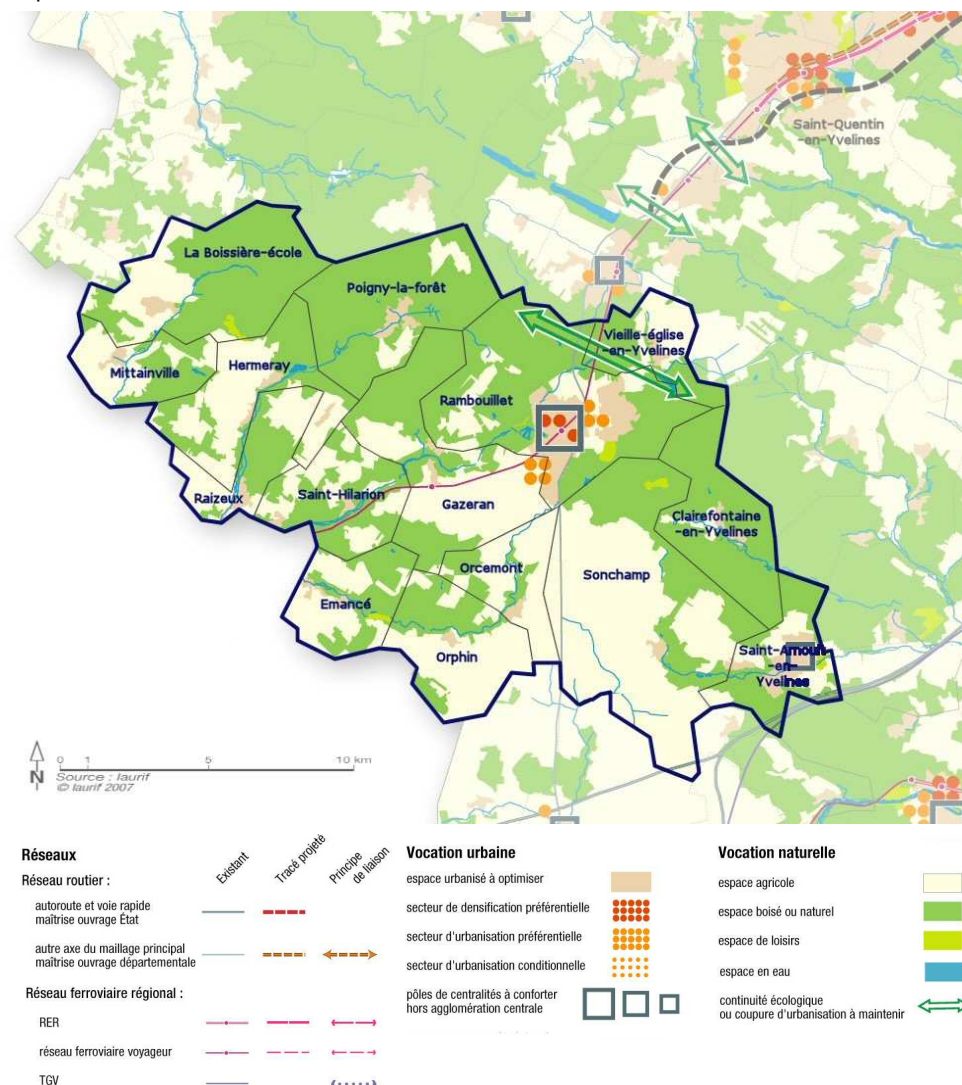 Saint-Quentin
-en-Yvelines
La Boissière-école
Poigny-la-forêt
Vieille-église
-en-Yvelines
Hermeray
Mittainville
Rambouillet
Raizeux
Saint-Hilarion
Gazeran
Clairefontaine
-en-Yvelines
Orcemont
Sonchamp
Emancé
Orphin
Saint-Arnoult
-en-
Yvelines
N
0 1 5 10 km
Source : Iaurif
© Iaurif 2007
Réseaux
Existant
Tracé projeté
Principe
de liaison
Réseau routier :
autoroute et voie rapide
maîtrise ouvrage État
autre axe du maillage principal
maîtrise ouvrage départementale
Réseau ferroviaire régional :
RER
réseau ferroviaire voyageur
TGV
Vocation urbaine
espace urbanisé à optimiser
secteur de densification préférentielle
secteur d'urbanisation préférentielle
secteur d'urbanisation conditionnelle
pôles de centralités à conforter
hors agglomération centrale
Vocation naturelle
espace agricole
espace boisé ou naturel
espace de loisirs
espace en eau
continuité écologique
ou coupure d'urbanisation à maintenir